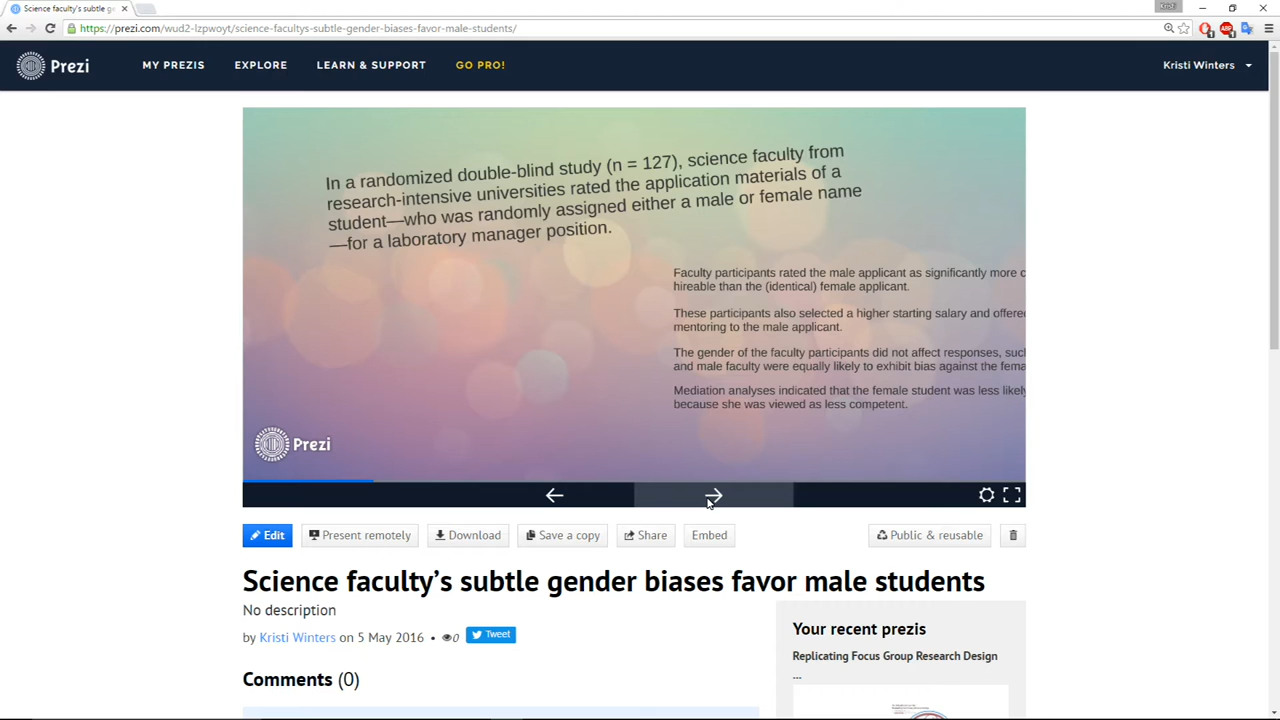 Science faculty's subtle ge
Kristi
https://prezi.com/wud2-lzpwoyt/science-facultys-subtle-gender-biases-favor-male-students/
Prezi
MY PREZIS
EXPLORE
LEARN & SUPPORT
GO PRO!
Kristi Winters
In a randomized double-blind study (n = 127), science faculty from
research-intensive universities rated the application materials of a
student—who was randomly assigned either a male or female name
—for a laboratory manager position.
Faculty participants rated the male applicant as significantly more
hireable than the (identical) female applicant.
These participants also selected a higher starting salary and offere
mentoring to the male applicant.
The gender of the faculty participants did not affect responses, suc
and male faculty were equally likely to exhibit bias against the fema
Mediation analyses indicated that the female student was less likely
because she was viewed as less competent.
Prezi
Edit
Present remotely
Download
Save a copy
Share
Embed
Public & reusable
Science faculty's subtle gender biases favor male students
No description
by Kristi Winters on 5 May 2016 • 0
Tweet
Your recent prezis
Replicating Focus Group Research Design
...
Comments (0)